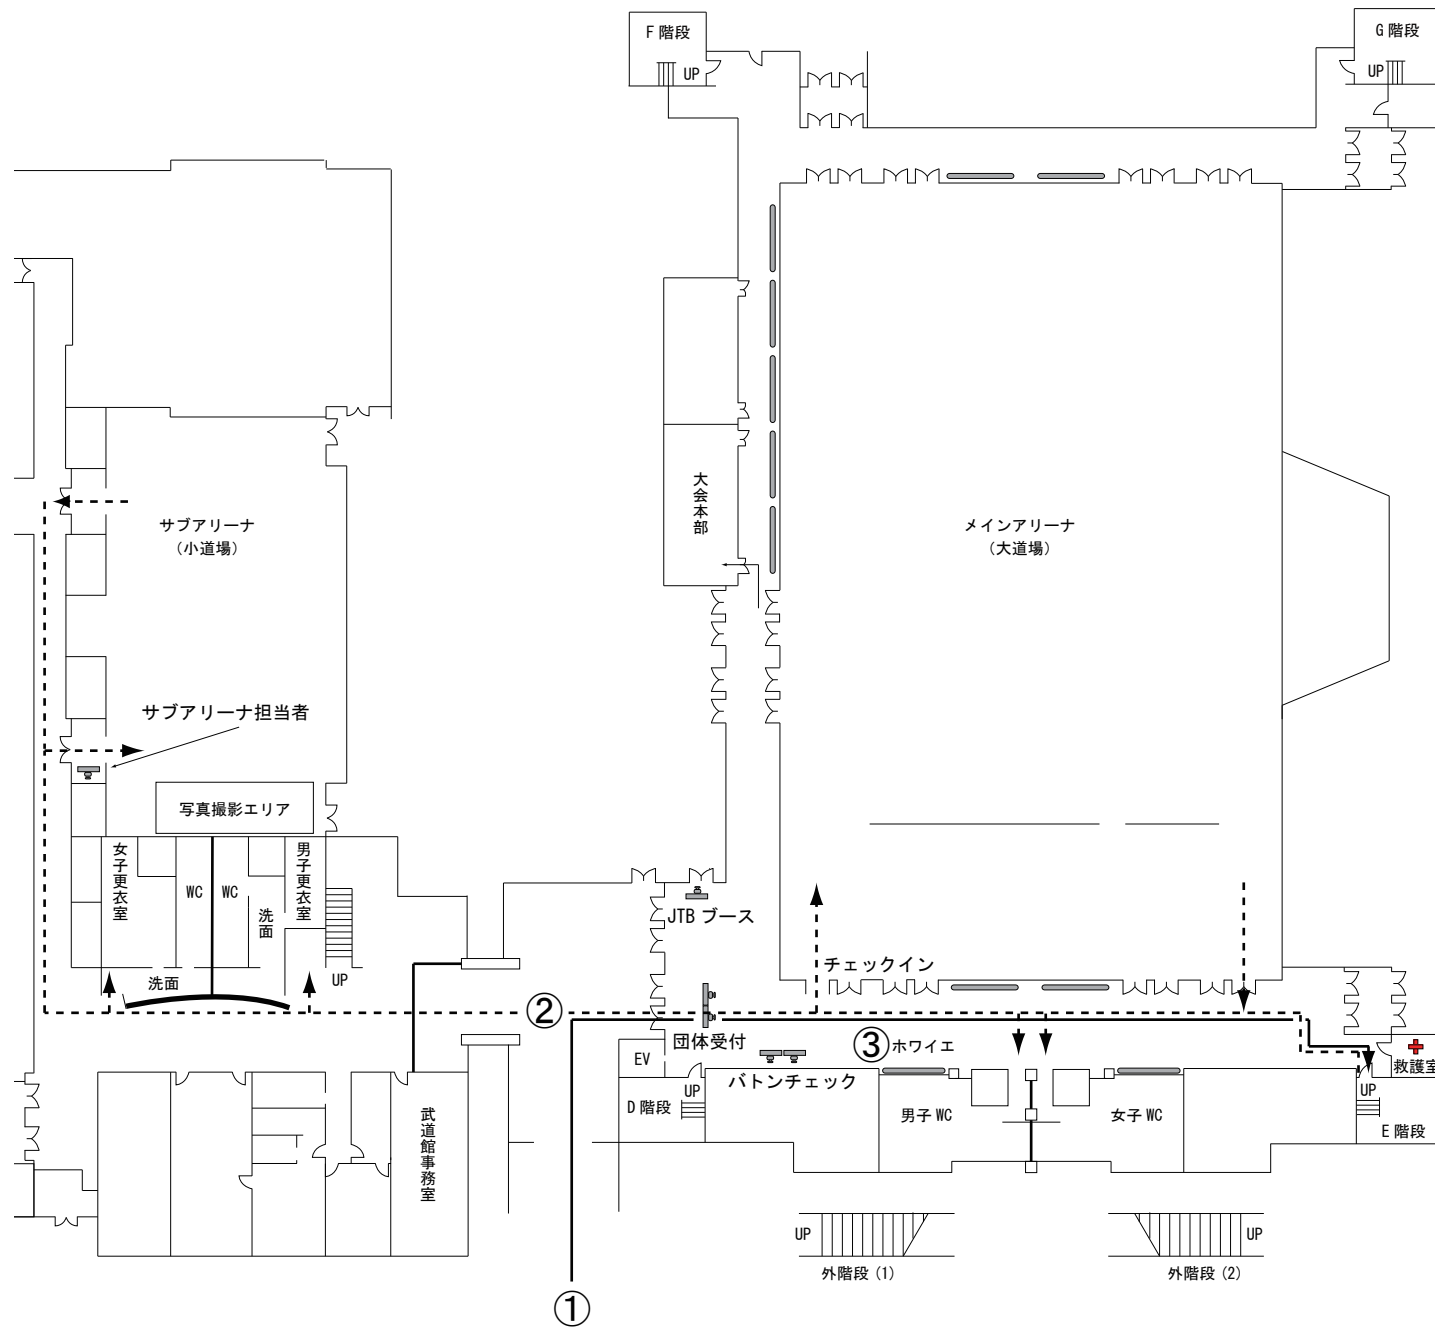 F 階段
UP
G 階段
UP
大会本部
サブアリーナ
（小道場）
メインアリーナ
（大道場）
サブアリーナ担当者
写真撮影エリア
女子更衣室
WC
WC
洗面
男子更衣室
洗面
UP
JTB ブース
チェックイン
②
団体受付
③ ホワイエ
EV
バトンチェック
救護室
UP
D 階段
UP
E 階段
男子 WC
女子 WC
武道館事務室
UP
UP
外階段 (1)
外階段 (2)
①